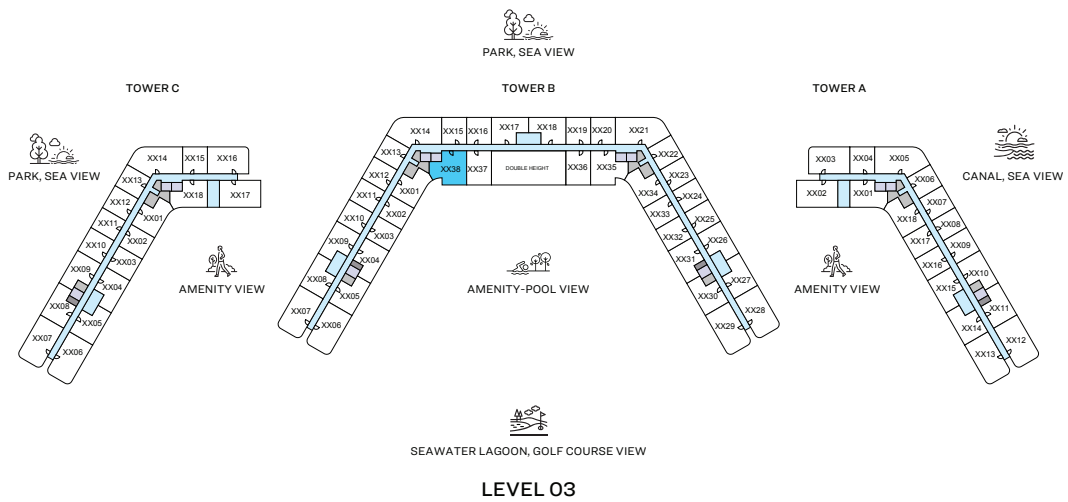 PARK, SEA VIEW
TOWER C
TOWER B
TOWER A
PARK, SEA VIEW
CANAL, SEA VIEW
XX14 XX15 XX16
XX13
XX12
XX11
XX10
XX09
XX08
XX07
XX18 XX17
XX01
XX02
XX03
XX04
XX05
XX06
AMENITY VIEW
XX14 XX15 XX16 XX17 XX18 XX19 XX20 XX21
XX13
XX12
XX11
XX10
XX09
XX08
XX07
XX38 XX37 DOUBLE HEIGHT XX36 XX35
XX01
XX02
XX03
XX04
XX05
XX06
XX22
XX23
XX24
XX25
XX26
XX27
XX28
XX34
XX33
XX32
XX31
XX30
XX29
AMENITY-POOL VIEW
XX03 XX04 XX05
XX02 XX01
XX06
XX07
XX08
XX09
XX10
XX11
XX12
XX18
XX17
XX16
XX15
XX14
XX13
AMENITY VIEW
SEAWATER LAGOON, GOLF COURSE VIEW
LEVEL 03